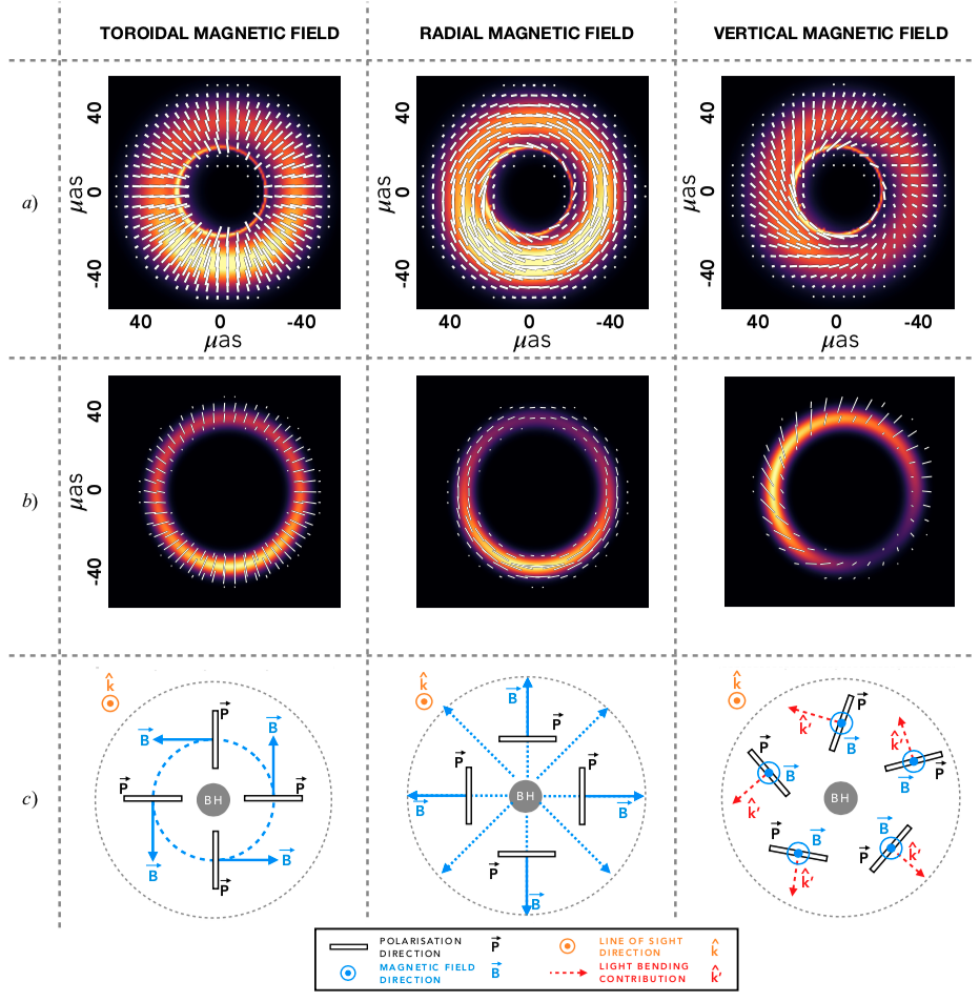 TOROIDAL MAGNETIC FIELD
RADIAL MAGNETIC FIELD
VERTICAL MAGNETIC FIELD
a)
μas
40
0
-40
40 0 -40
μas
40 0 -40
μas
40
0
-40
40 0 -40
μas
40
0
-40
b)
μas
40
0
-40
c)
k̂
P⃗
B⃗
B⃗
P⃗
P⃗
BH
B⃗
B⃗
P⃗
k̂
B⃗
P⃗
P⃗
P⃗
BH
B⃗
B⃗
P⃗
B⃗
k̂
P⃗
k̂'
B⃗
k̂'
P⃗
B⃗
P⃗
B⃗
k̂'
BH
P⃗
B⃗
B⃗
P⃗
k̂'
k̂'
POLARISATION DIRECTION P⃗
LINE OF SIGHT DIRECTION k̂
MAGNETIC FIELD DIRECTION B⃗
LIGHT BENDING CONTRIBUTION k̂'